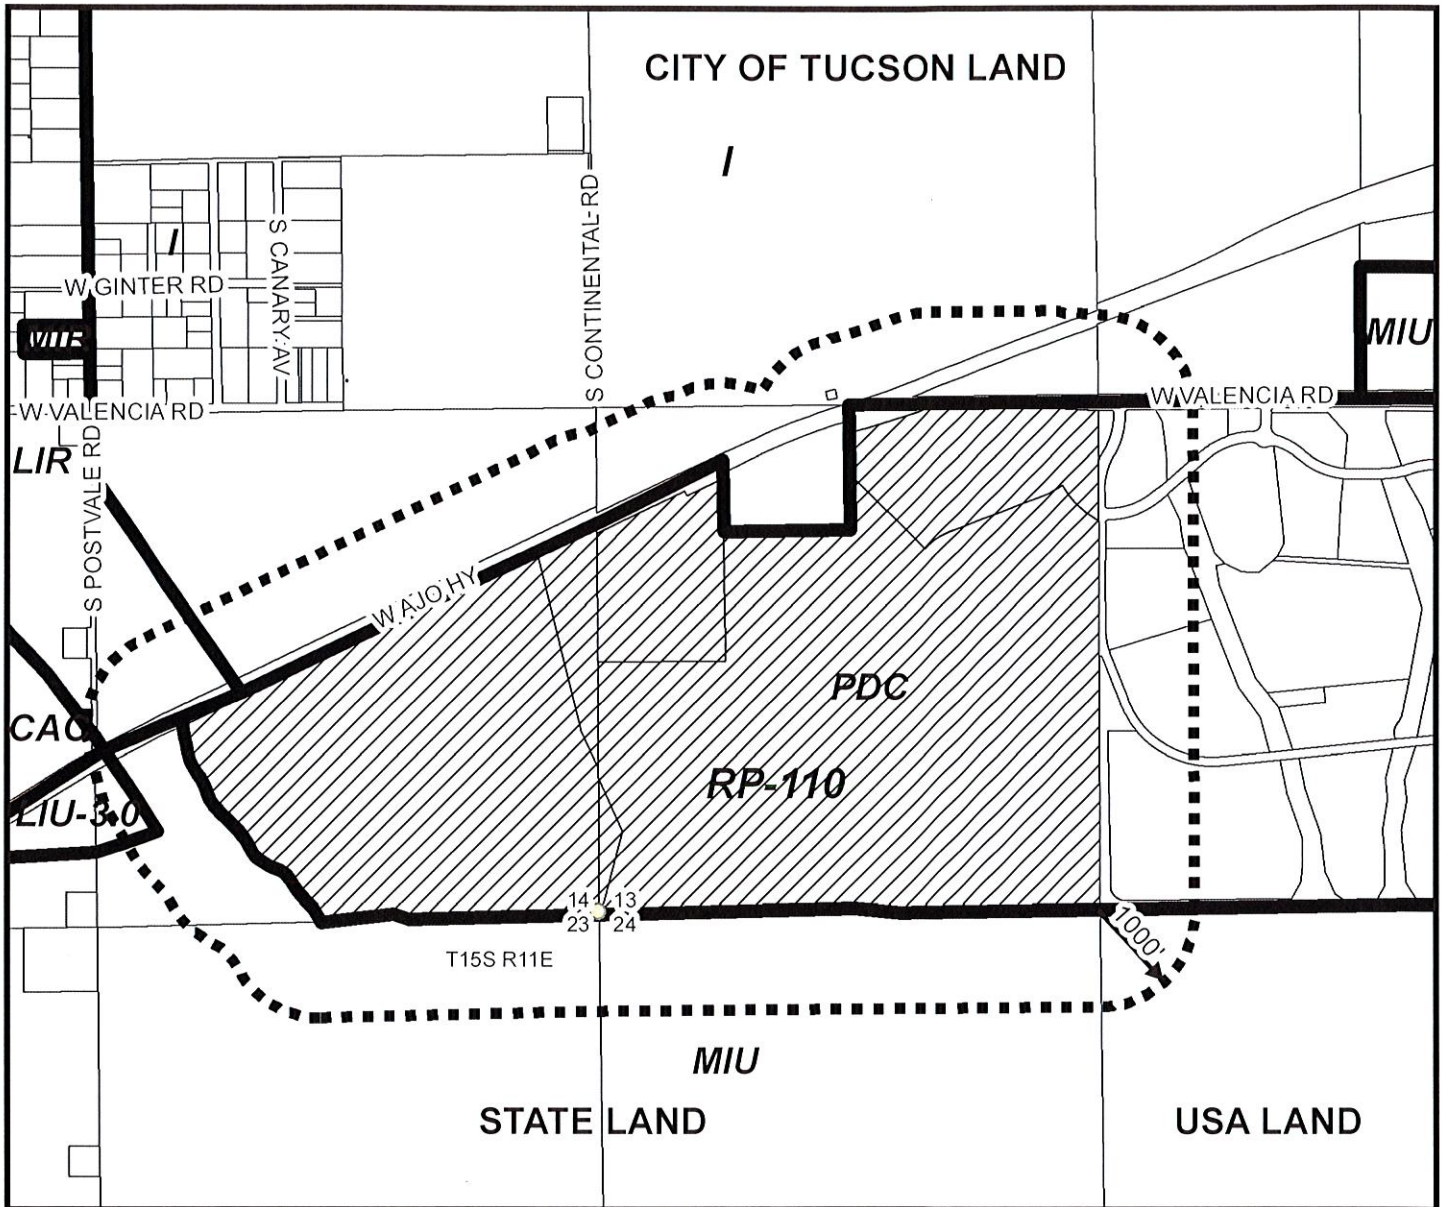 CITY OF TUCSON LAND
I
S CONTINENTAL RD
I
S CANARY AV
W GINTER RD
MIR
MIU
W VALENCIA RD
W VALENCIA RD
LIR
S POSTVALE RD
W AJO HY
PDC
CAC
RP-110
LIU-3.0
14 13
23 24
1000'
T15S R11E
MIU
STATE LAND
USA LAND